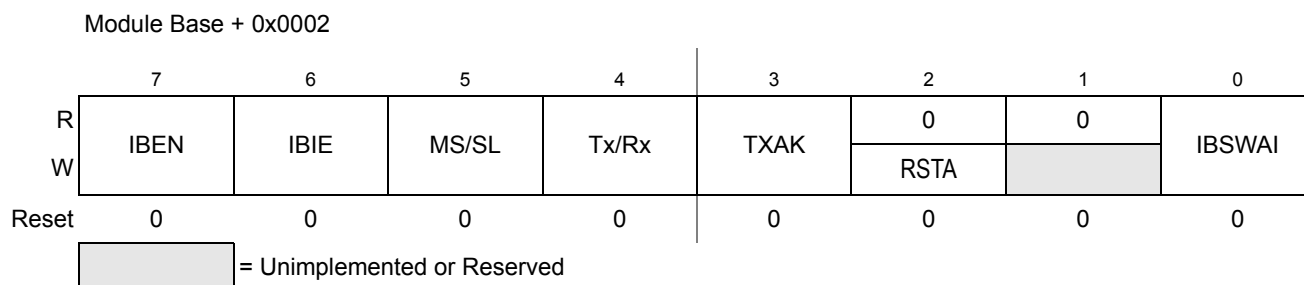 Module Base + 0x0002
7 6 5 4 3 2 1 0
R IBEN IBIE MS/SL Tx/Rx TXAK 0 0 IBSWAI
W RSTA
Reset 0 0 0 0 0 0 0 0
= Unimplemented or Reserved